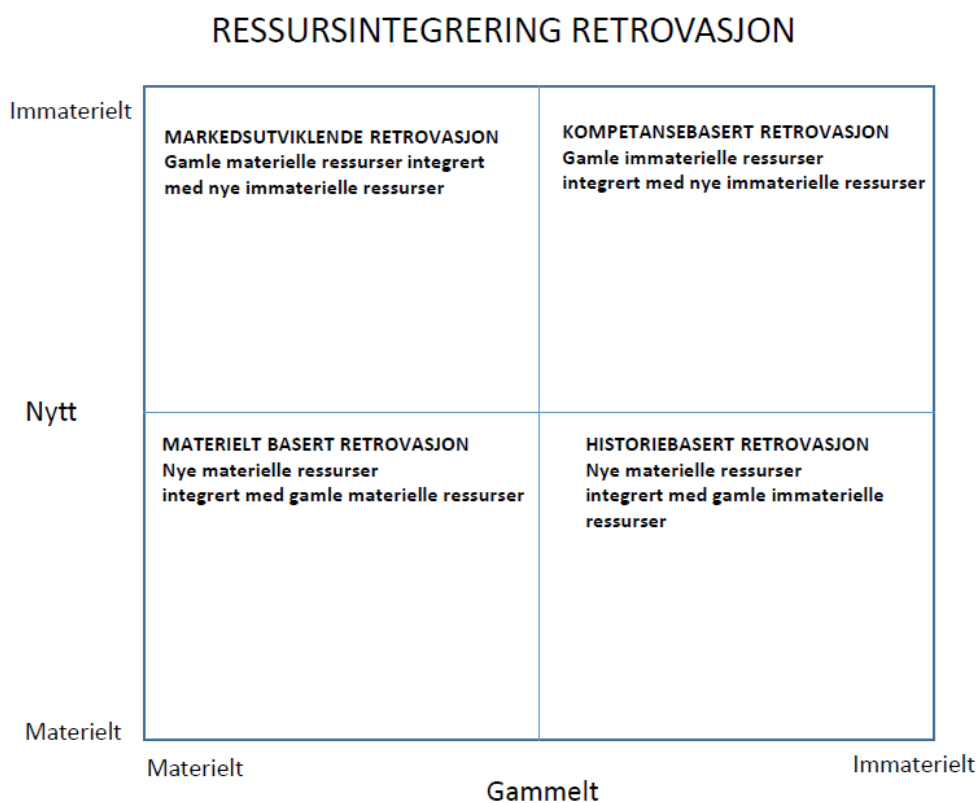 RESSURSINTEGRERING RETROVASJON
Immaterielt
MARKEDSUTVIKLENDE RETROVASJON
Gamle materielle ressurser integrert
med nye immaterielle ressurser
KOMPETANSEBASERT RETROVASJON
Gamle immaterielle ressurser
integrert med nye immaterielle ressurser
Nytt
MATERIELT BASERT RETROVASJON
Nye materielle ressurser
integrert med gamle materielle ressurser
HISTORIEBASERT RETROVASJON
Nye materielle ressurser
integrert med gamle immaterielle
ressurser
Materielt
Materielt
Immaterielt
Gammelt